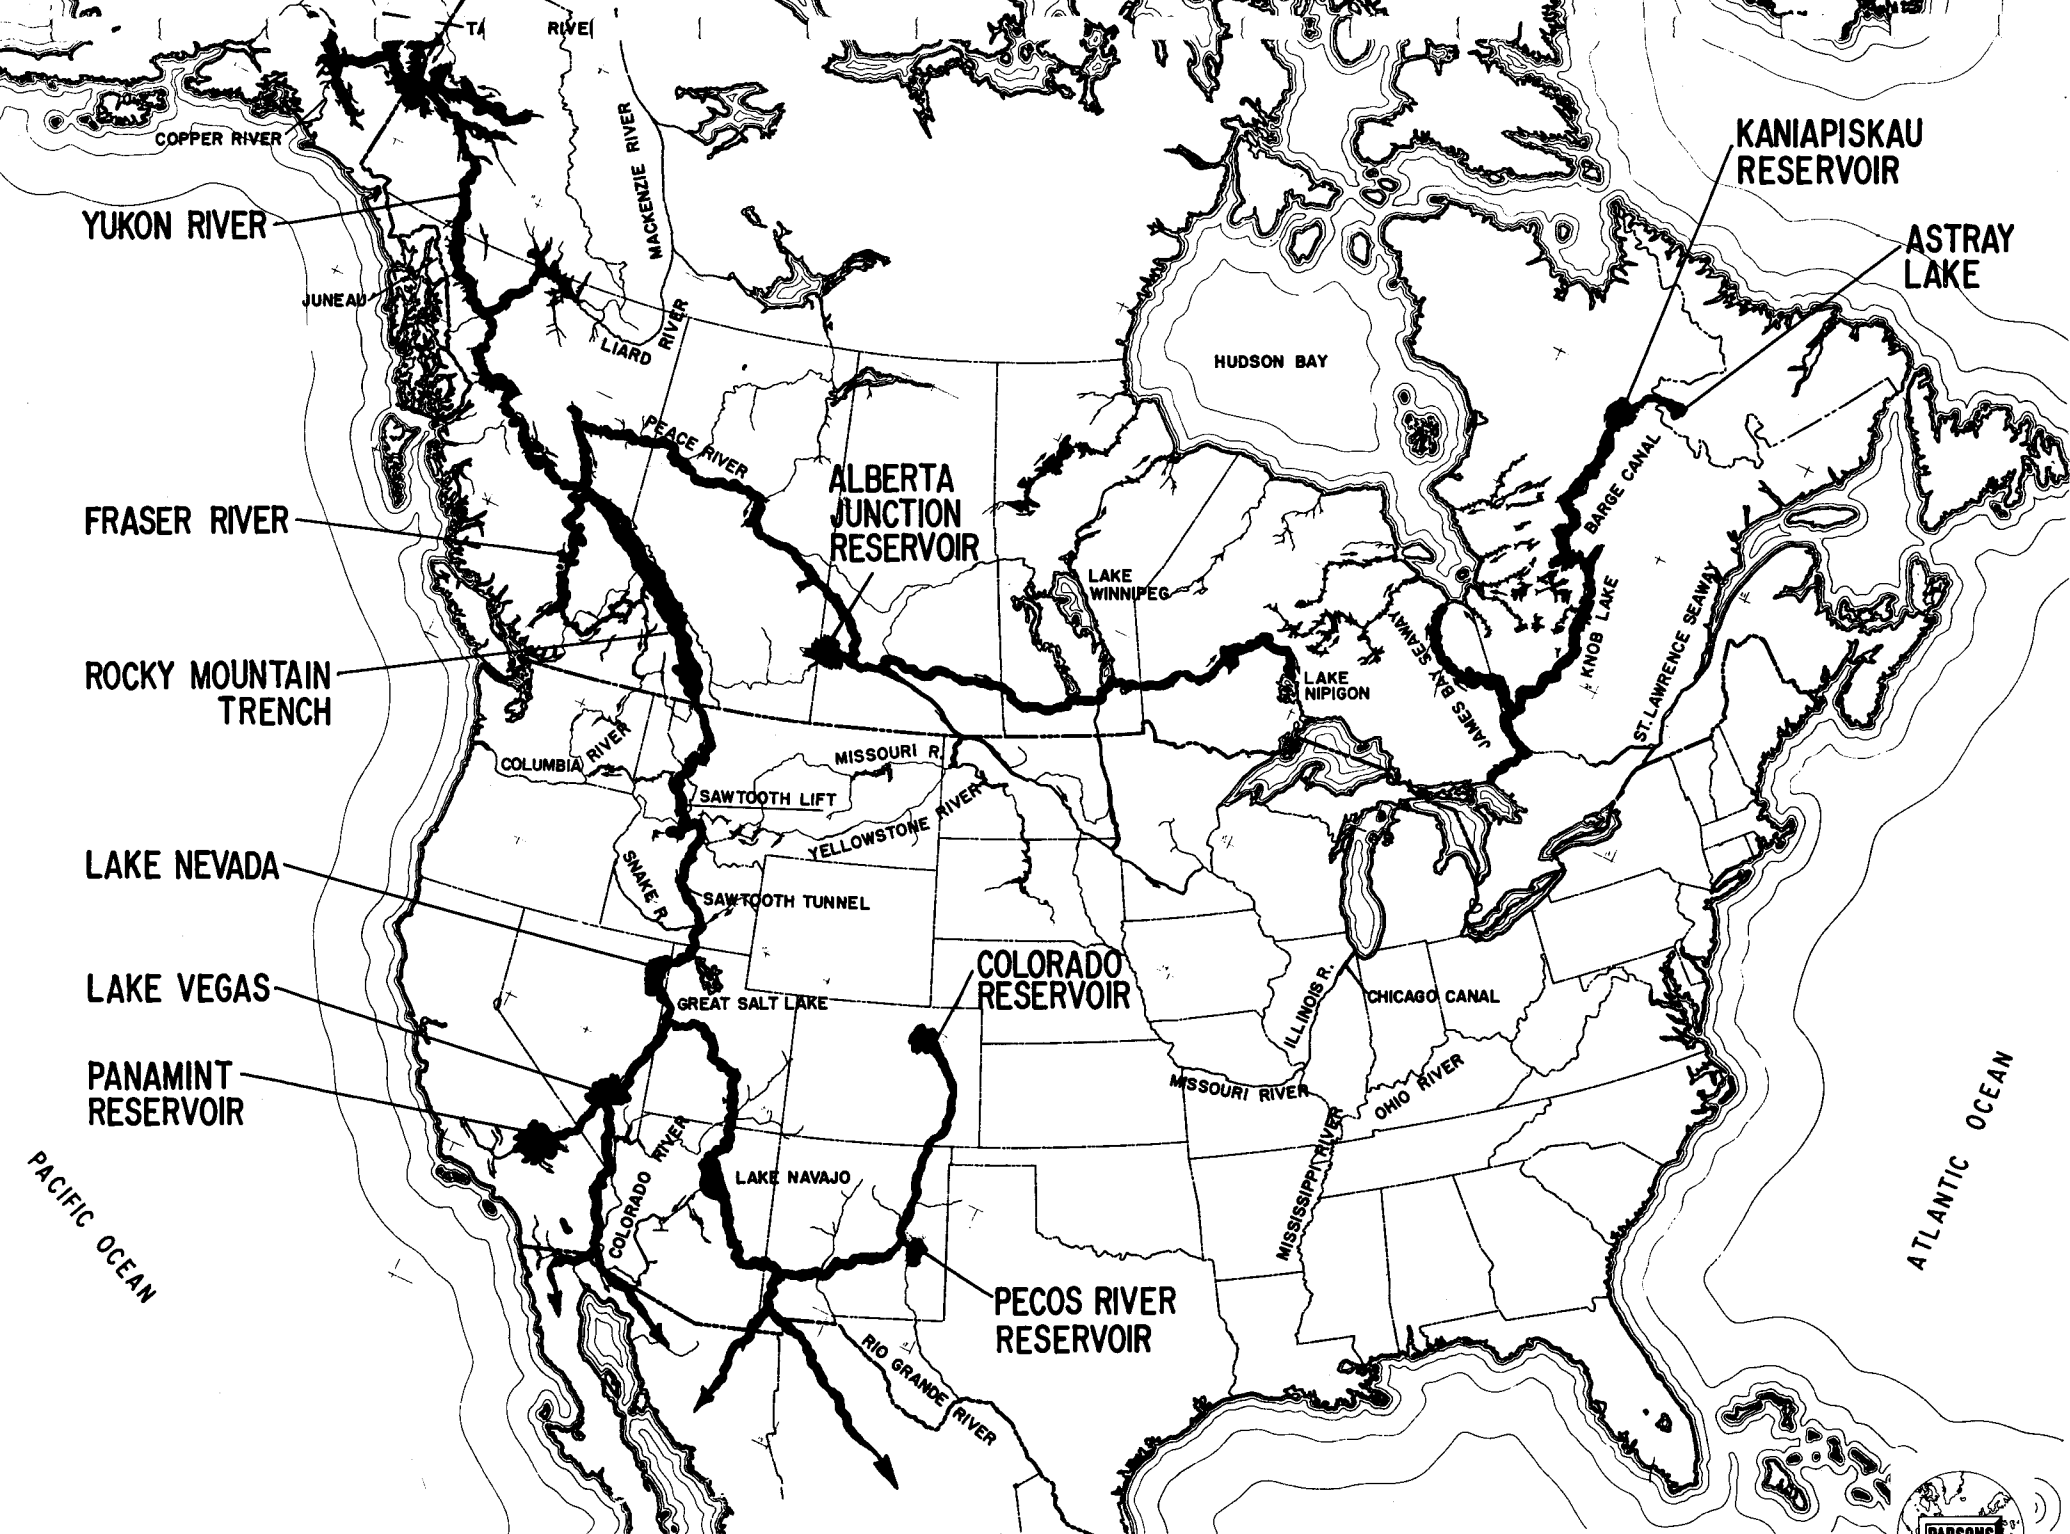 RIVE
COPPER RIVER
MACKENZIE RIVER
KANIAPISKAU
RESERVOIR
YUKON RIVER
ASTRAY
LAKE
JUNEAU
LIARD RIVER
HUDSON BAY
PEACE RIVER
ALBERTA
JUNCTION
RESERVOIR
BARGE CANAL
FRASER RIVER
LAKE
WINNIPEG
KNOB LAKE
JAMES BAY SEAWAY
ST. LAWRENCE SEAWAY
ROCKY MOUNTAIN
TRENCH
LAKE
NIPIGON
COLUMBIA RIVER
MISSOURI R.
SAWTOOTH LIFT
YELLOWSTONE RIVER
LAKE NEVADA
SNAKE R.
SAWTOOTH TUNNEL
COLORADO
RESERVOIR
LAKE VEGAS
GREAT SALT LAKE
ILLINOIS R.
CHICAGO CANAL
PANAMINT
RESERVOIR
MISSOURI RIVER
OHIO RIVER
ATLANTIC OCEAN
PACIFIC OCEAN
COLORADO RIVER
LAKE NAVAJO
MISSISSIPPI RIVER
PECOS RIVER
RESERVOIR
RIO GRANDE RIVER
PARSONS